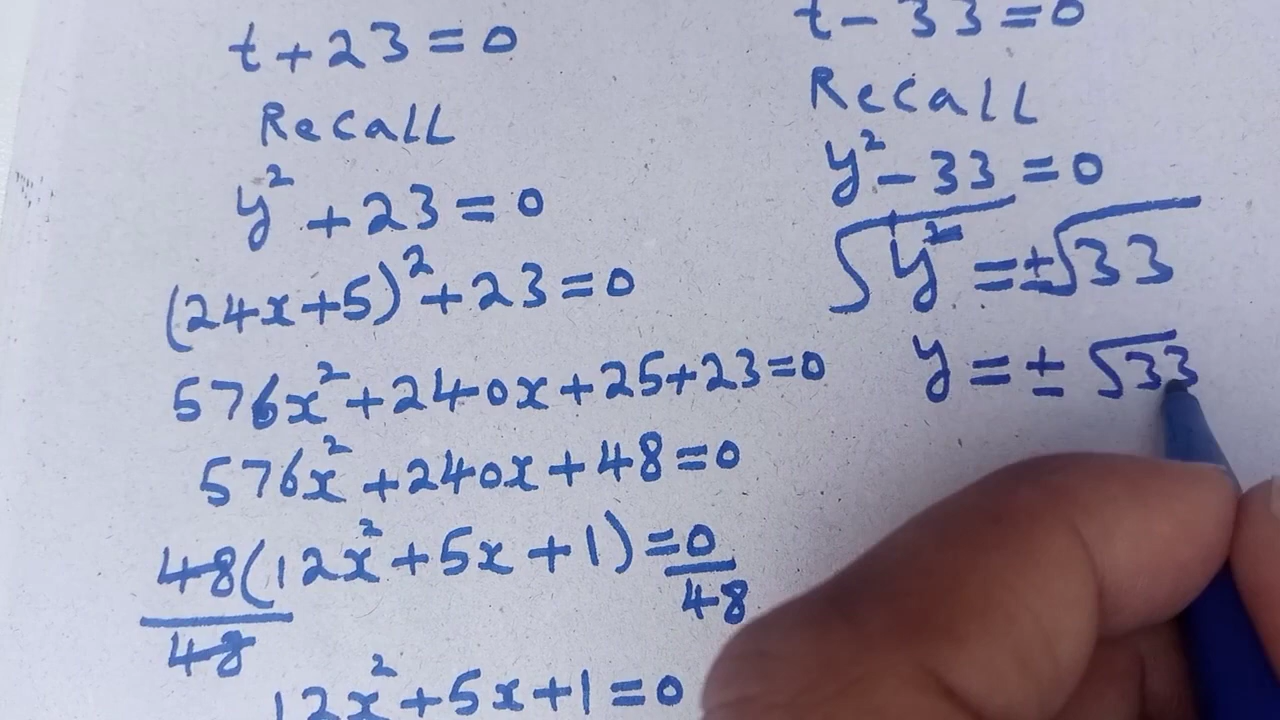 t + 23 = 0
Recall
y² + 23 = 0
(24x + 5)² + 23 = 0
576x² + 240x + 25 + 23 = 0
576x² + 240x + 48 = 0
48(12x² + 5x + 1) = 0
48 48
12x² + 5x + 1 = 0
t - 33 = 0
Recall
y² - 33 = 0
√y² = ±√33
y = ± √33